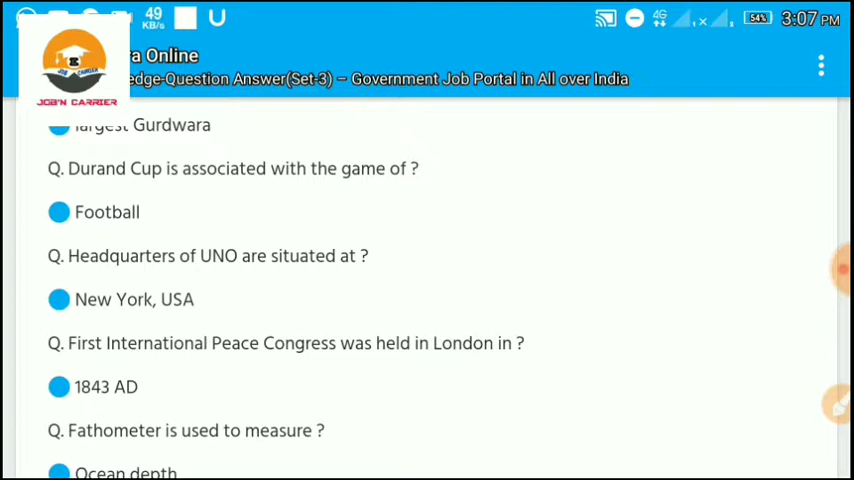 49
KB/s
4G
54%
3:07 PM
a Online
edge-Question Answer(Set-3) – Government Job Portal in All over India
JOB'N CARRIER
JOB'N CARRIER
largest Gurdwara
Q. Durand Cup is associated with the game of ?
Football
Q. Headquarters of UNO are situated at ?
New York, USA
Q. First International Peace Congress was held in London in ?
1843 AD
Q. Fathometer is used to measure ?
Ocean depth